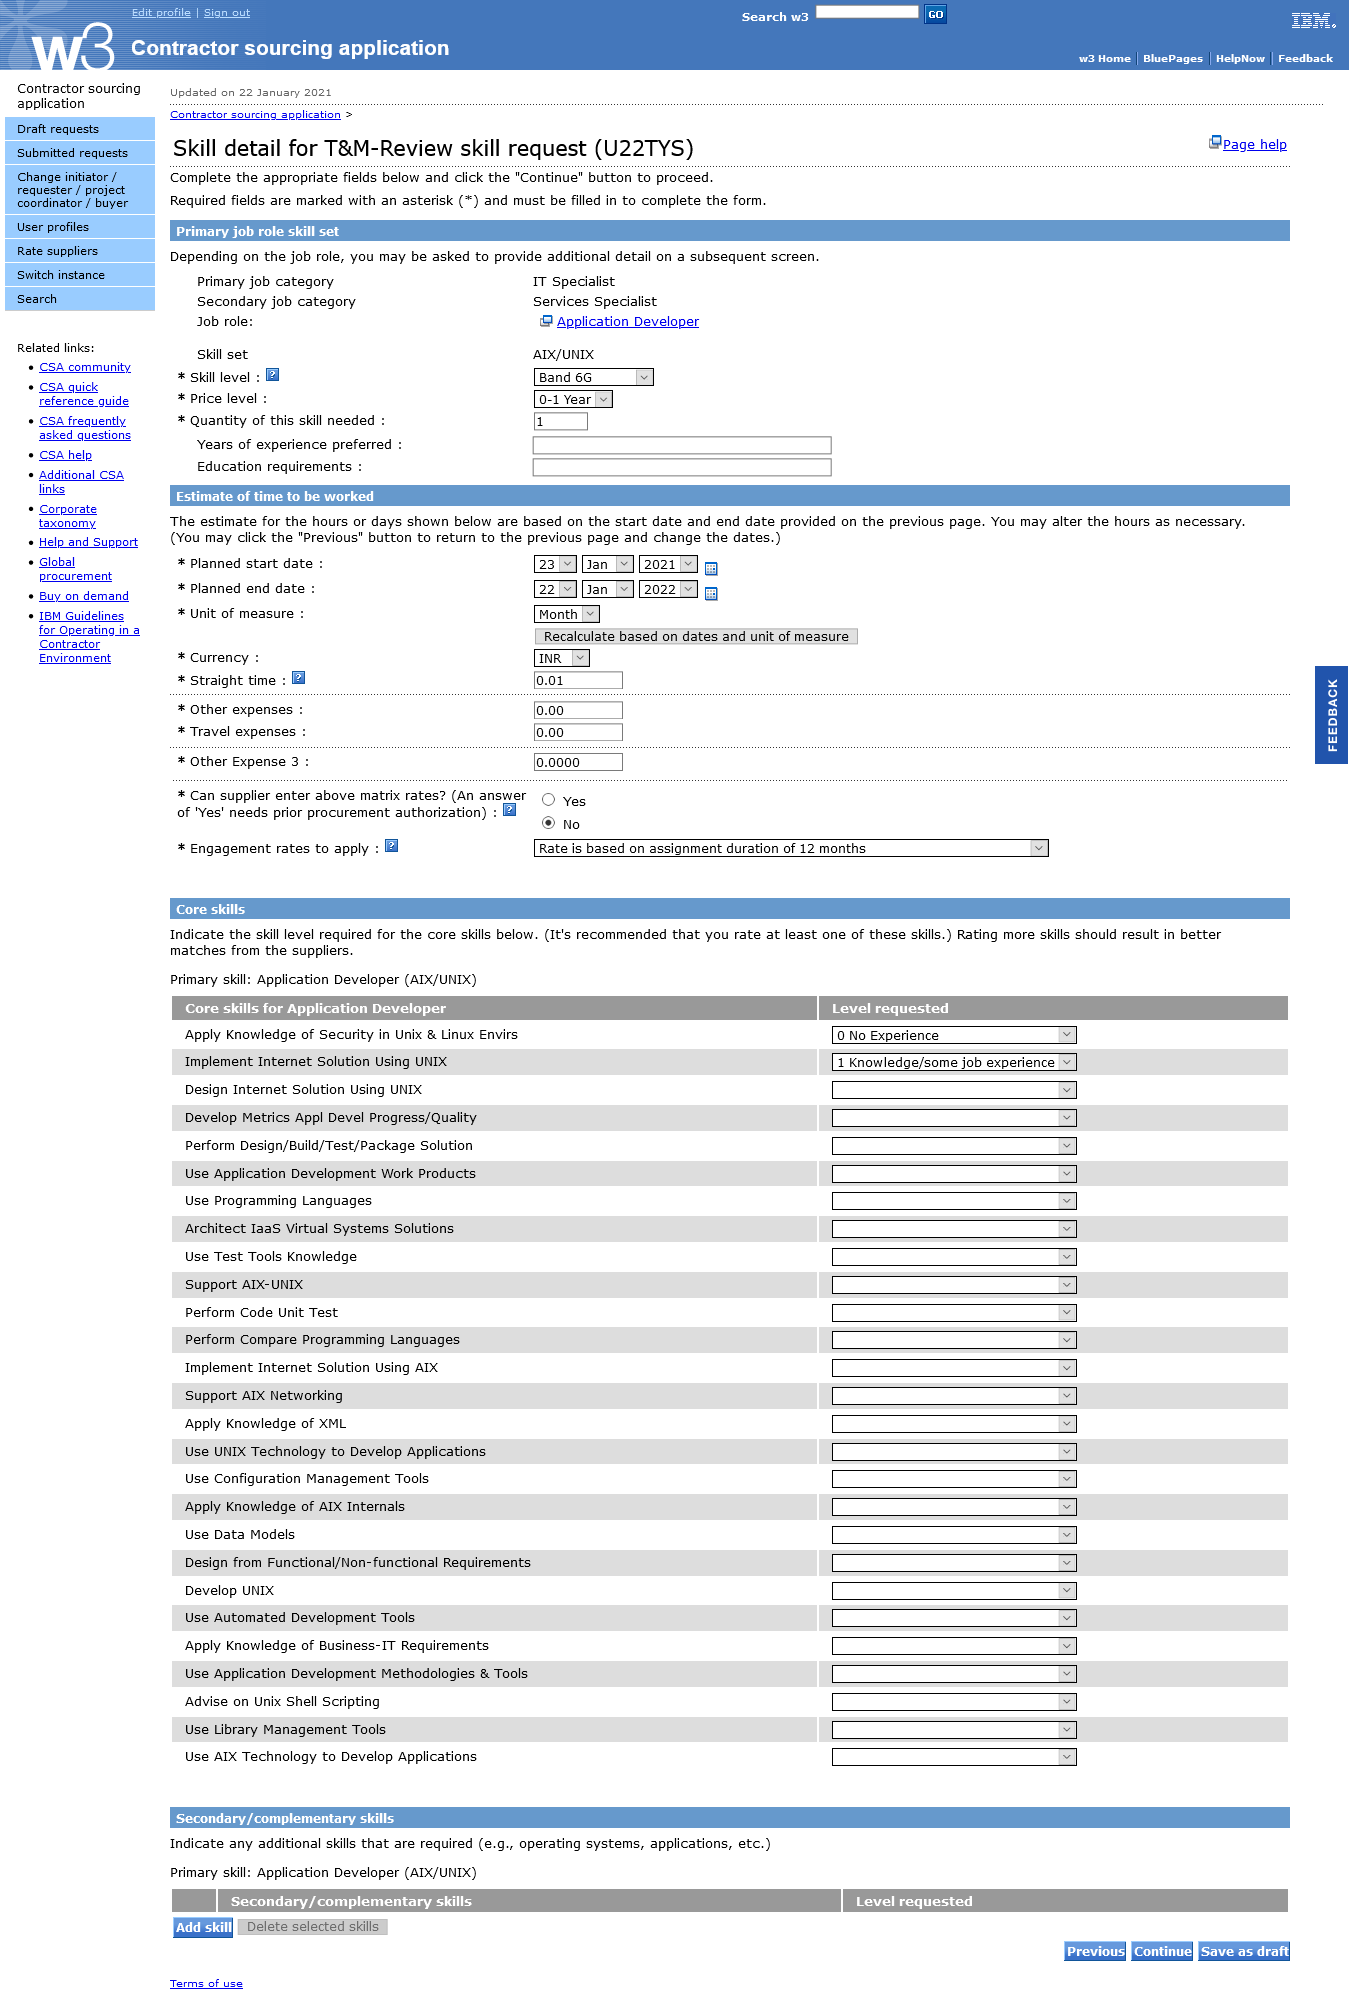 Edit profile | Sign out
Search w3
GO
IBM.
w3
Contractor sourcing application
w3 Home | BluePages | HelpNow | Feedback
Contractor sourcing
application
Draft requests
Submitted requests
Change initiator /
requester / project
coordinator / buyer
User profiles
Rate suppliers
Switch instance
Search
Related links:
CSA community
CSA quick
reference guide
CSA frequently
asked questions
CSA help
Additional CSA
links
Corporate
taxonomy
Help and Support
Global
procurement
Buy on demand
IBM Guidelines
for Operating in a
Contractor
Environment
Updated on 22 January 2021
Contractor sourcing application >
Skill detail for T&M-Review skill request (U22TYS)
Page help
Complete the appropriate fields below and click the "Continue" button to proceed.
Required fields are marked with an asterisk (*) and must be filled in to complete the form.
Primary job role skill set
Depending on the job role, you may be asked to provide additional detail on a subsequent screen.
Primary job category IT Specialist
Secondary job category Services Specialist
Job role: Application Developer
Skill set AIX/UNIX
* Skill level : ? Band 6G
* Price level : 0-1 Year
* Quantity of this skill needed : 1
Years of experience preferred :
Education requirements :
Estimate of time to be worked
The estimate for the hours or days shown below are based on the start date and end date provided on the previous page. You may alter the hours as necessary.
(You may click the "Previous" button to return to the previous page and change the dates.)
* Planned start date : 23 Jan 2021
* Planned end date : 22 Jan 2022
* Unit of measure : Month
Recalculate based on dates and unit of measure
* Currency : INR
* Straight time : ? 0.01
* Other expenses : 0.00
* Travel expenses : 0.00
* Other Expense 3 : 0.0000
* Can supplier enter above matrix rates? (An answer
of 'Yes' needs prior procurement authorization) : ?
Yes
No
* Engagement rates to apply : ? Rate is based on assignment duration of 12 months
FEEDBACK
Core skills
Indicate the skill level required for the core skills below. (It's recommended that you rate at least one of these skills.) Rating more skills should result in better
matches from the suppliers.
Primary skill: Application Developer (AIX/UNIX)
Core skills for Application Developer Level requested
Apply Knowledge of Security in Unix & Linux Envirs 0 No Experience
Implement Internet Solution Using UNIX 1 Knowledge/some job experience
Design Internet Solution Using UNIX
Develop Metrics Appl Devel Progress/Quality
Perform Design/Build/Test/Package Solution
Use Application Development Work Products
Use Programming Languages
Architect IaaS Virtual Systems Solutions
Use Test Tools Knowledge
Support AIX-UNIX
Perform Code Unit Test
Perform Compare Programming Languages
Implement Internet Solution Using AIX
Support AIX Networking
Apply Knowledge of XML
Use UNIX Technology to Develop Applications
Use Configuration Management Tools
Apply Knowledge of AIX Internals
Use Data Models
Design from Functional/Non-functional Requirements
Develop UNIX
Use Automated Development Tools
Apply Knowledge of Business-IT Requirements
Use Application Development Methodologies & Tools
Advise on Unix Shell Scripting
Use Library Management Tools
Use AIX Technology to Develop Applications
Secondary/complementary skills
Indicate any additional skills that are required (e.g., operating systems, applications, etc.)
Primary skill: Application Developer (AIX/UNIX)
Secondary/complementary skills Level requested
Add skill Delete selected skills
Previous Continue Save as draft
Terms of use